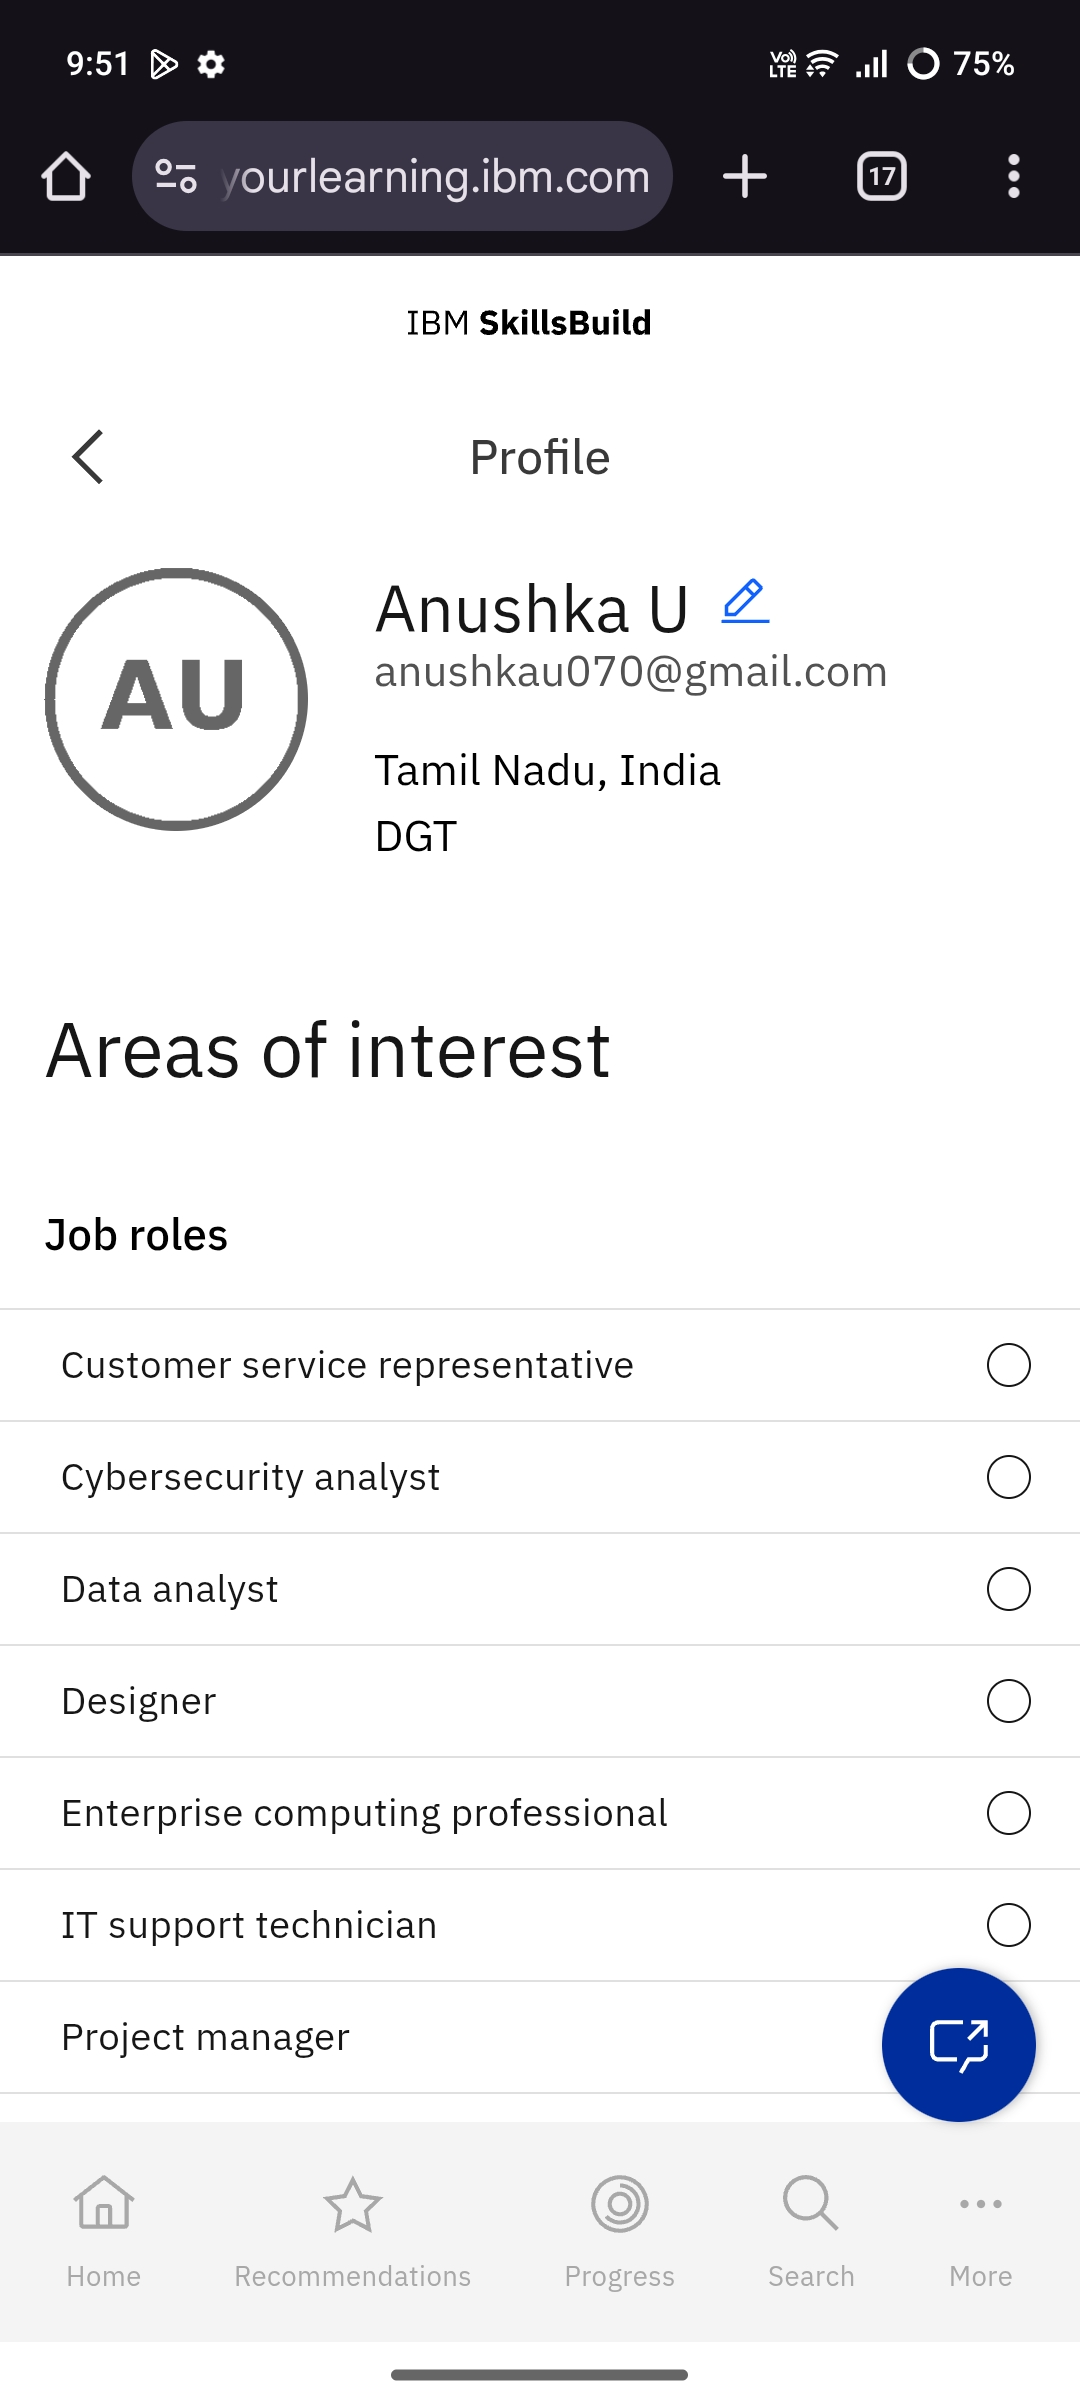 9:51
Vo) LTE 75%
yourlearning.ibm.com
17
IBM SkillsBuild
Profile
AU
Anushka U
anushkau070@gmail.com
Tamil Nadu, India
DGT
Areas of interest
Job roles
Customer service representative
Cybersecurity analyst
Data analyst
Designer
Enterprise computing professional
IT support technician
Project manager
Home Recommendations Progress Search More